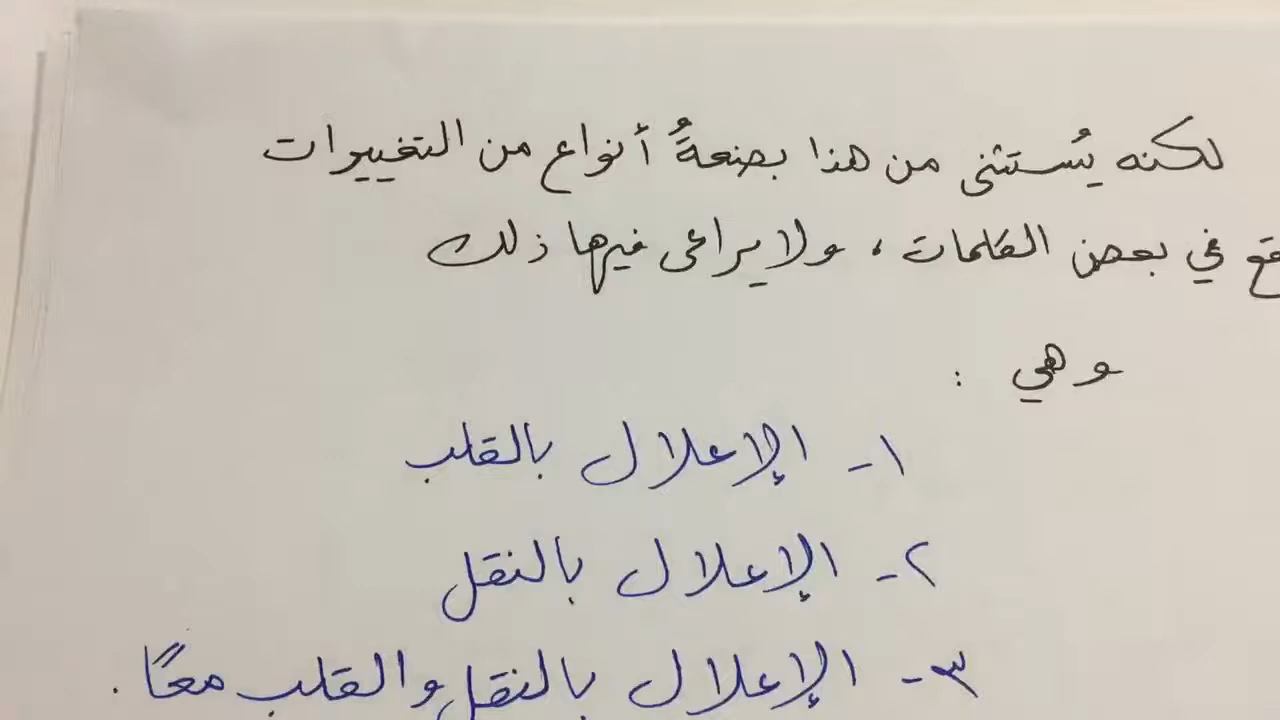 لكنه يُستثنى من هذا بضعةُ أنواع من التغييرات
في بعض الكلمات ، ولا يراعى فيها ذلك
وهي :
١- الإعلال بالقلب
٢- الإعلال بالنقل
٣- الإعلال بالنقل والقلب معًا .